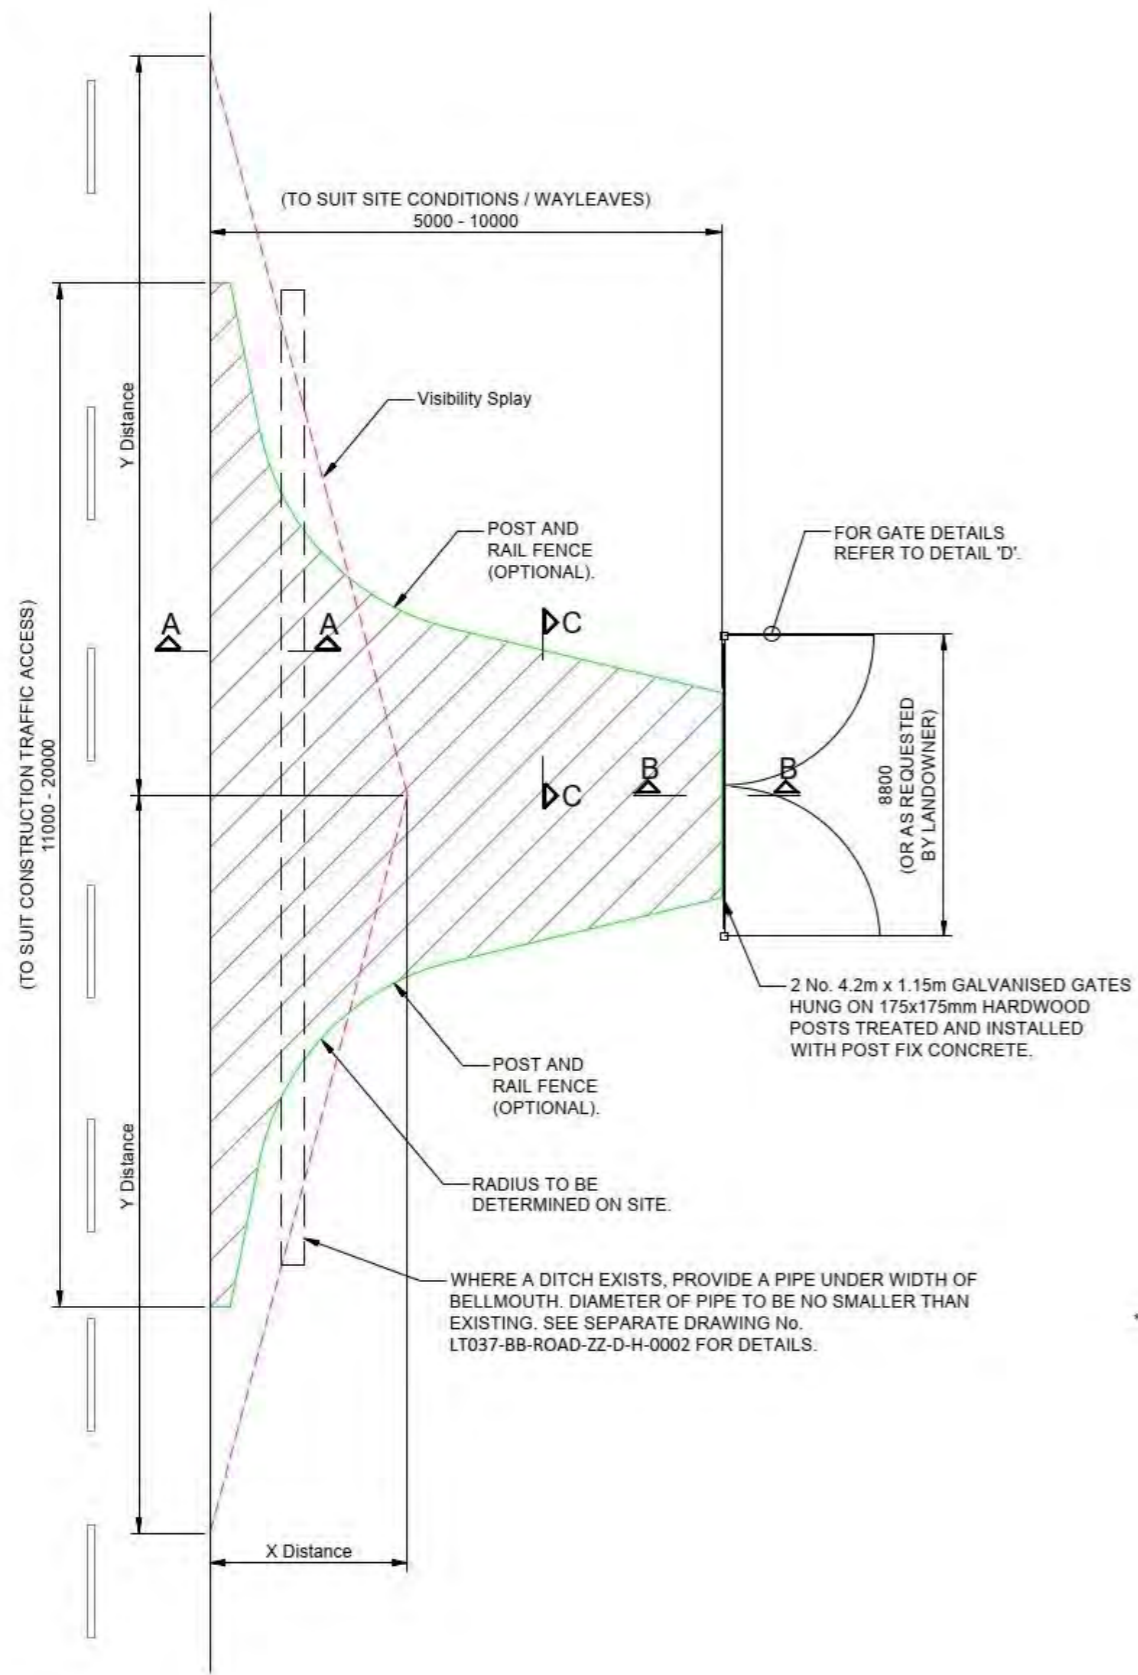 (TO SUIT SITE CONDITIONS / WAYLEAVES)
5000 - 10000
Y Distance
Visibility Splay
POST AND
RAIL FENCE
(OPTIONAL).
FOR GATE DETAILS
REFER TO DETAIL 'D'.
A
A
C
(TO SUIT CONSTRUCTION TRAFFIC ACCESS)
11000 - 20000
C
B
B
8800
(OR AS REQUESTED
BY LANDOWNER)
2 No. 4.2m x 1.15m GALVANISED GATES
HUNG ON 175x175mm HARDWOOD
POSTS TREATED AND INSTALLED
WITH POST FIX CONCRETE.
POST AND
RAIL FENCE
(OPTIONAL).
Y Distance
RADIUS TO BE
DETERMINED ON SITE.
WHERE A DITCH EXISTS, PROVIDE A PIPE UNDER WIDTH OF
BELLMOUTH. DIAMETER OF PIPE TO BE NO SMALLER THAN
EXISTING. SEE SEPARATE DRAWING No.
LT037-BB-ROAD-ZZ-D-H-0002 FOR DETAILS.
X Distance